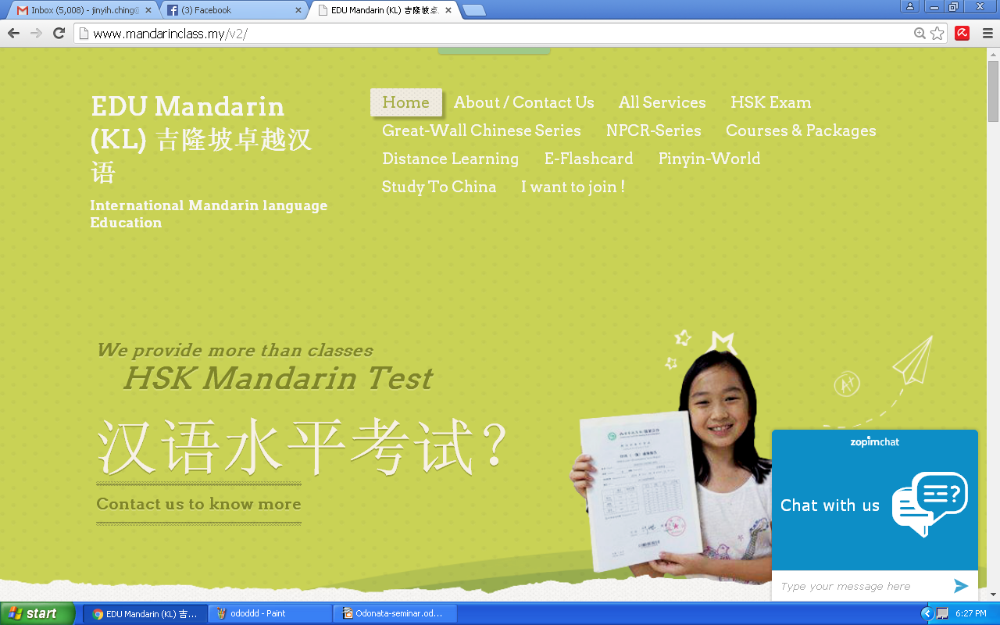 Inbox (5,008) - jinyih.ching@
(3) Facebook
EDU Mandarin (KL) 吉隆坡卓
www.mandarinclass.my/v2/
EDU Mandarin
(KL) 吉隆坡卓越汉
语
International Mandarin language
Education
Home
About / Contact Us
All Services
HSK Exam
Great-Wall Chinese Series
NPCR-Series
Courses & Packages
Distance Learning
E-Flashcard
Pinyin-World
Study To China
I want to join !
We provide more than classes
HSK Mandarin Test
汉语水平考试?
Contact us to know more
A+
zopim chat
Chat with us
?
Type your message here
start
EDU Mandarin (KL) 吉...
ododdd - Paint
Odonata-seminar.od...
6:27 PM